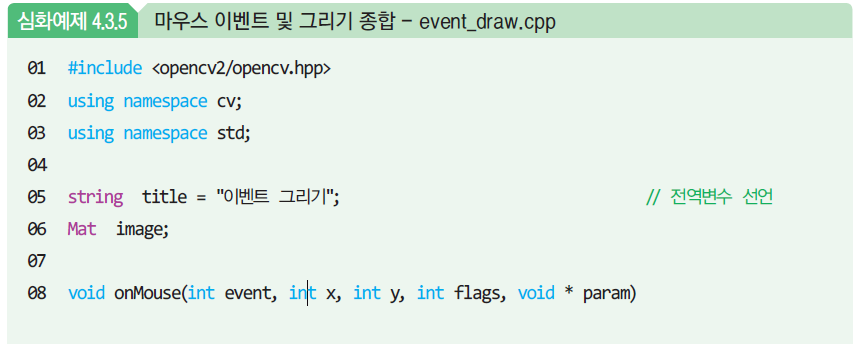 심화예제 4.3.5 마우스 이벤트 및 그리기 종합 - event_draw.cpp
01 #include <opencv2/opencv.hpp>
02 using namespace cv;
03 using namespace std;
04
05 string title = "이벤트 그리기"; // 전역변수 선언
06 Mat image;
07
08 void onMouse(int event, int x, int y, int flags, void * param)